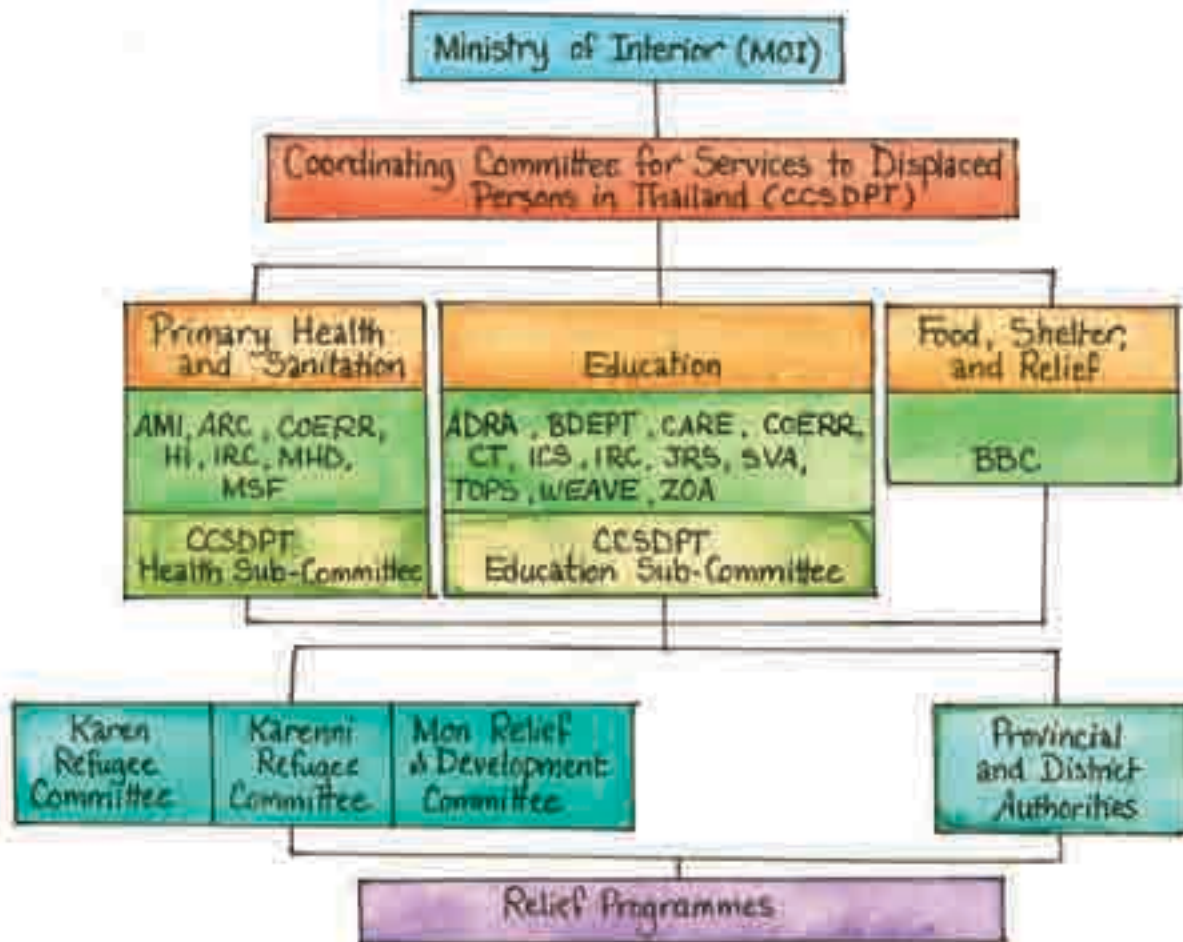 Ministry of Interior (MOI)
Coordinating Committee for Services to Displaced
Persons in Thailand (CCSDPT)
Primary Health
and Sanitation
AMI, ARC, COERR,
HI, IRC, MHD,
MSF
CCSDPT
Health Sub-Committee
Education
ADRA, BDEPT, CARE, COERR,
CT, ICS, IRC, JRS, SVA,
TOPS, WEAVE, ZOA
CCSDPT
Education Sub-Committee
Food, Shelter,
and Relief
BBC
Karen
Refugee
Committee
Karenni
Refugee
Committee
Mon Relief
& Development
Committee
Provincial
and District
Authorities
Relief Programmes